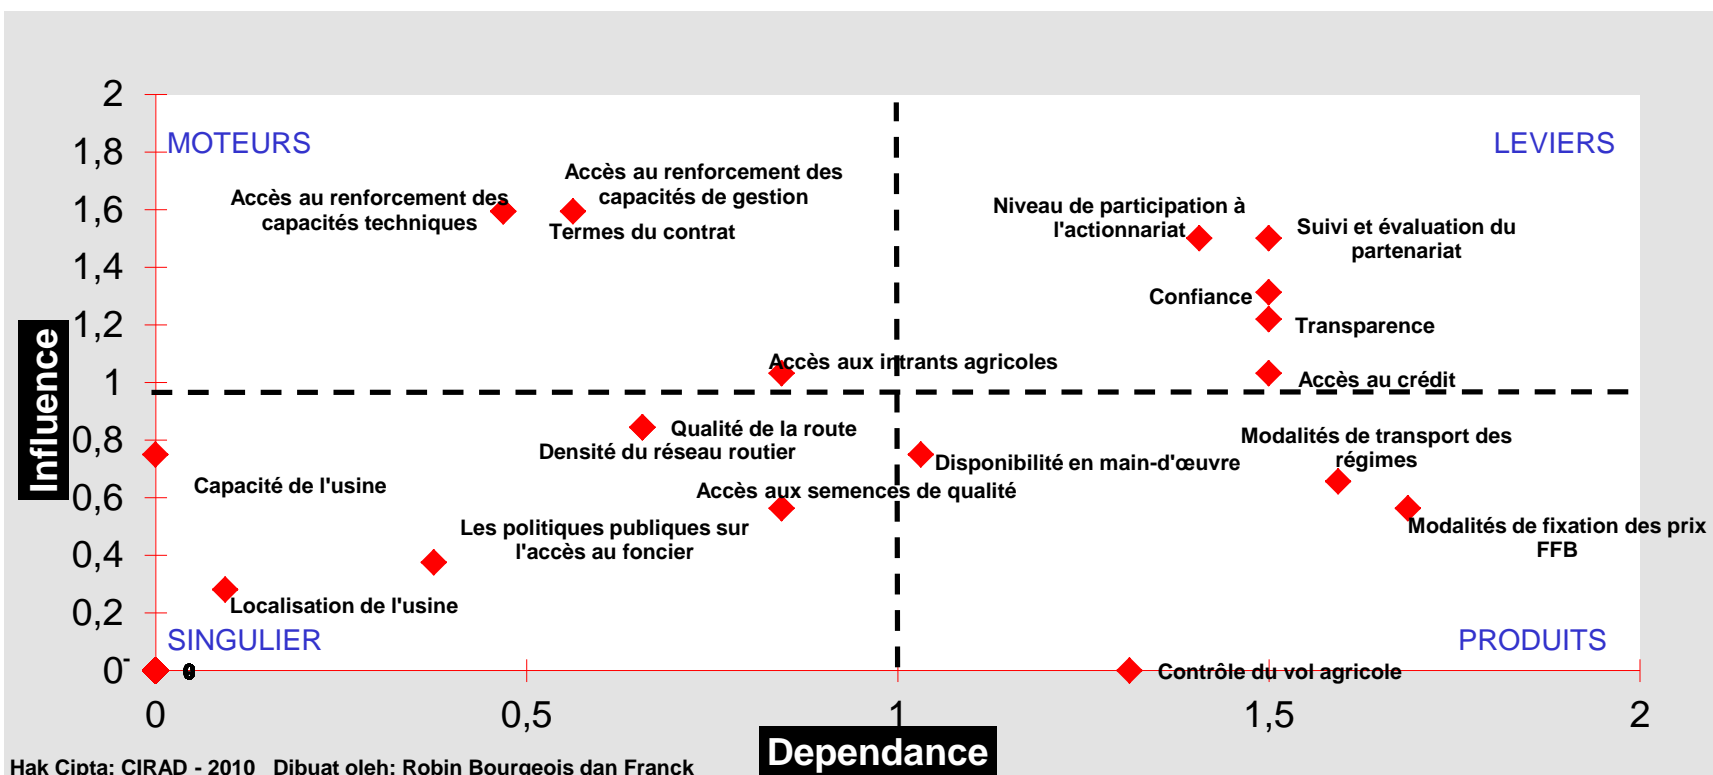 2
MOTEURS
LEVIERS
1,8
Accès au renforcement des
capacités de gestion
Accès au renforcement des
capacités techniques
1,6
Termes du contrat
Niveau de participation à
l'actionnariat
Suivi et évaluation du
partenariat
1,4
Confiance
1,2
Transparence
Accès aux intrants agricoles
1
Accès au crédit
Influence
0,8
Qualité de la route
Densité du réseau routier
Disponibilité en main-d'œuvre
Modalités de transport des
régimes
Capacité de l'usine
Accès aux semences de qualité
0,6
Les politiques publiques sur
l'accès au foncier
Modalités de fixation des prix
FFB
0,4
Localisation de l'usine
0,2
SINGULIER
PRODUITS
0
Contrôle du vol agricole
0
0,5
1
1,5
2
Dependance
Hak Cipta: CIRAD - 2010 Dibuat oleh: Robin Bourgeois dan Franck